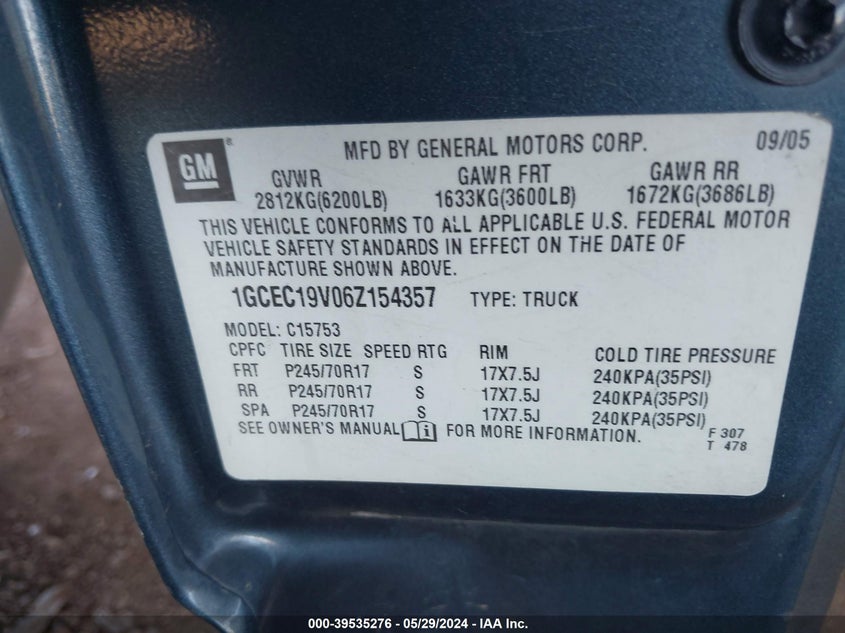 GM
MFD BY GENERAL MOTORS CORP. 09/05
GVWR GAWR FRT GAWR RR
2812KG(6200LB) 1633KG(3600LB) 1672KG(3686LB)
THIS VEHICLE CONFORMS TO ALL APPLICABLE U.S. FEDERAL MOTOR
VEHICLE SAFETY STANDARDS IN EFFECT ON THE DATE OF
MANUFACTURE SHOWN ABOVE.
1GCEC19V06Z154357 TYPE: TRUCK
MODEL: C15753
CPFC TIRE SIZE SPEED RTG RIM COLD TIRE PRESSURE
FRT P245/70R17 S 17X7.5J 240KPA(35PSI)
RR P245/70R17 S 17X7.5J 240KPA(35PSI)
SPA P245/70R17 S 17X7.5J 240KPA(35PSI)
SEE OWNER'S MANUAL i FOR MORE INFORMATION.
F 307
T 478
000-39535276 - 05/29/2024 - IAA Inc.